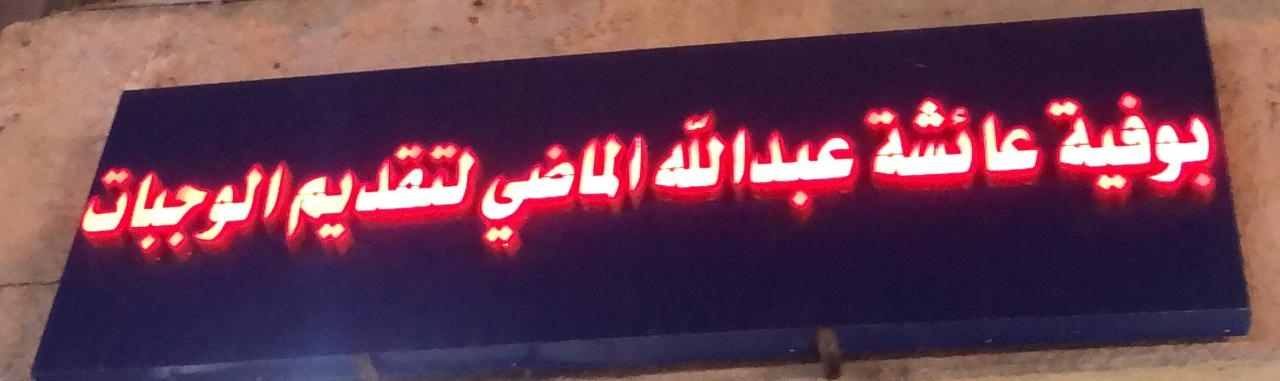 بوفية عائشة عبدالله الماضي لتقديم الوجبات